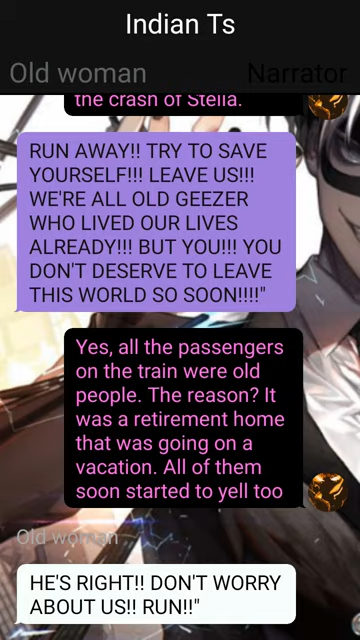 Indian Ts
Old woman
Narrator
the crash of Stella.
RUN AWAY!! TRY TO SAVE
YOURSELF!!! LEAVE US!!!
WE'RE ALL OLD GEEZER
WHO LIVED OUR LIVES
ALREADY!!! BUT YOU!!! YOU
DON'T DESERVE TO LEAVE
THIS WORLD SO SOON!!!!"
Yes, all the passengers
on the train were old
people. The reason? It
was a retirement home
that was going on a
vacation. All of them
soon started to yell too
Old woman
HE'S RIGHT!! DON'T WORRY
ABOUT US!! RUN!!"